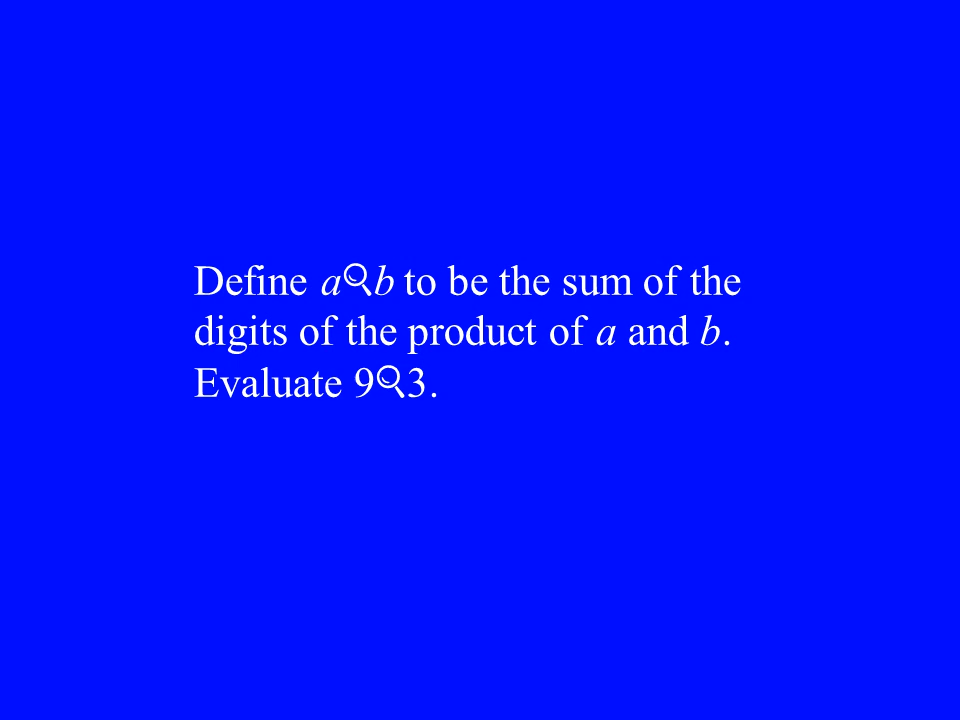 Define a🔍b to be the sum of the
digits of the product of a and b.
Evaluate 9🔍3.